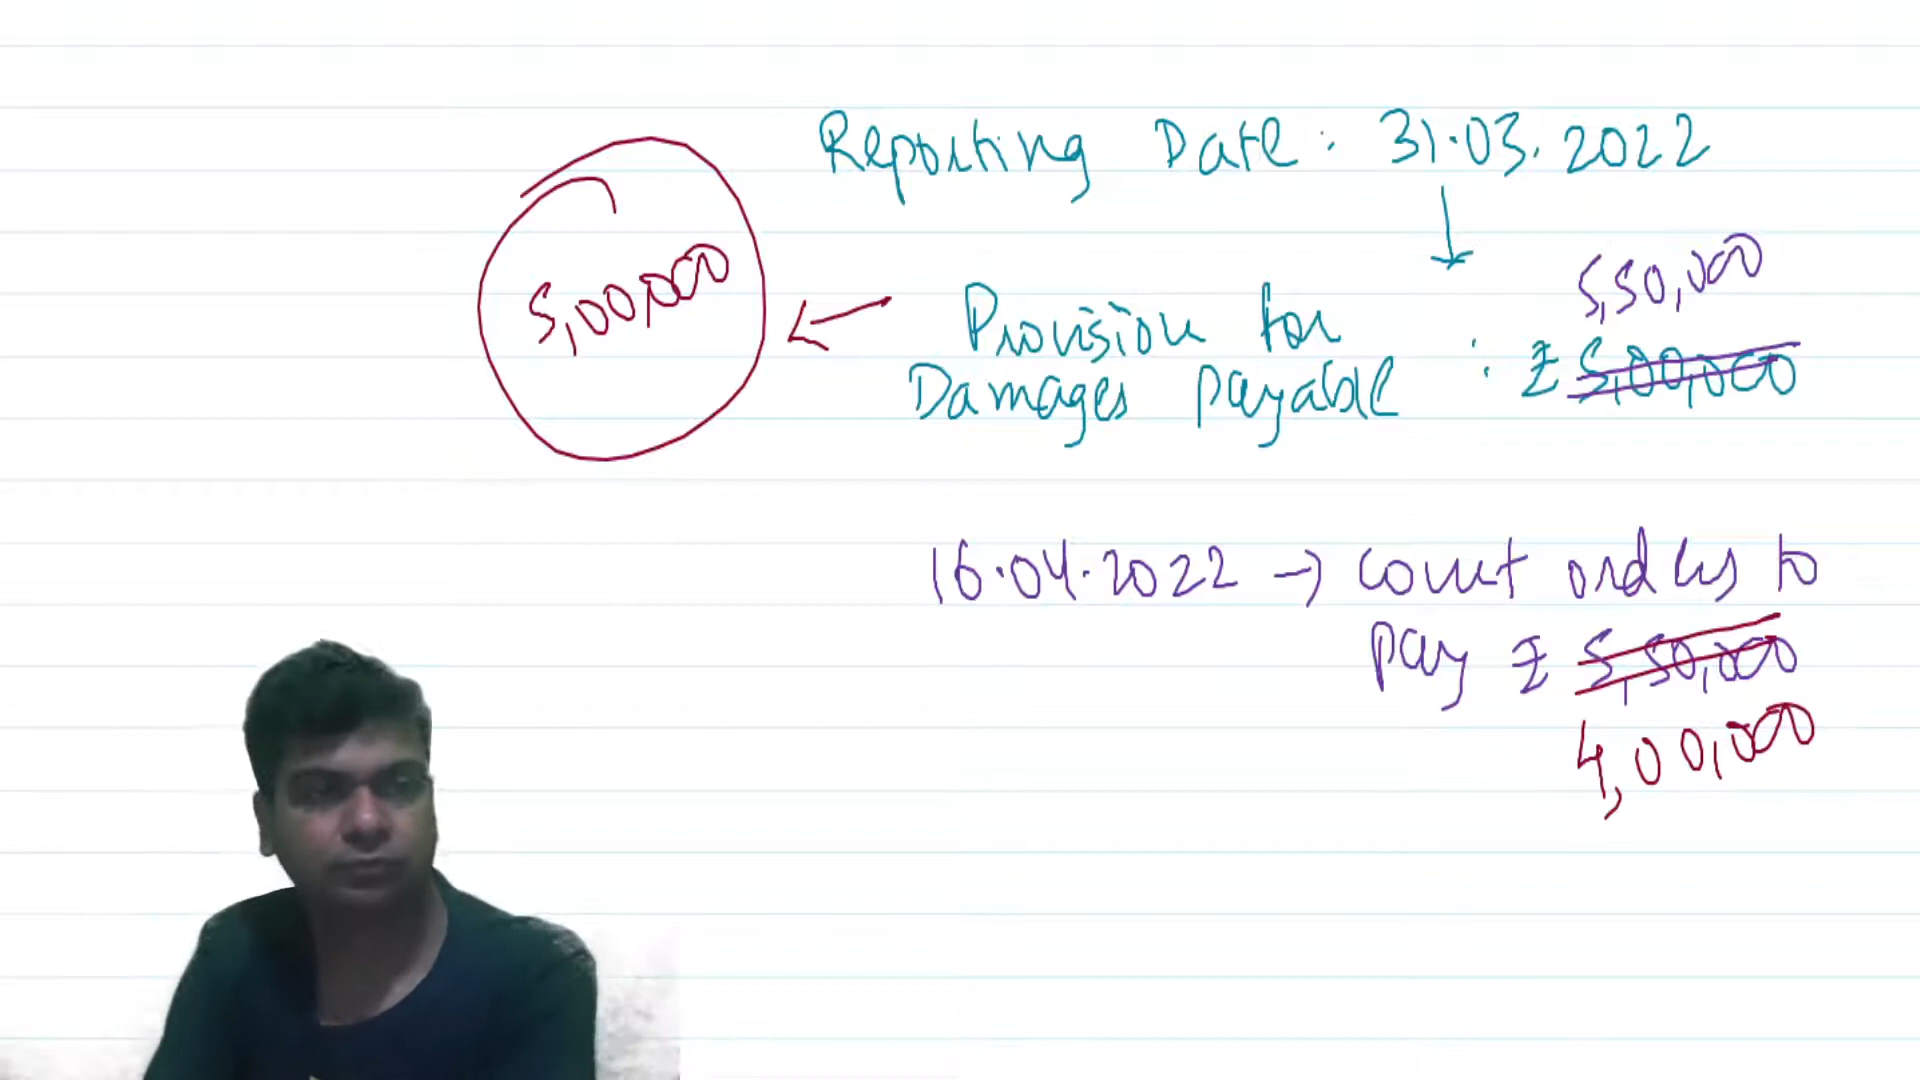 Reporting Date: 31.03.2022
5,50,000
5,00,000 ← Provision for
Damages payable : ₹ 5,00,000
16.04.2022 → Court orders to
pay ₹ 5,50,000
4,00,000